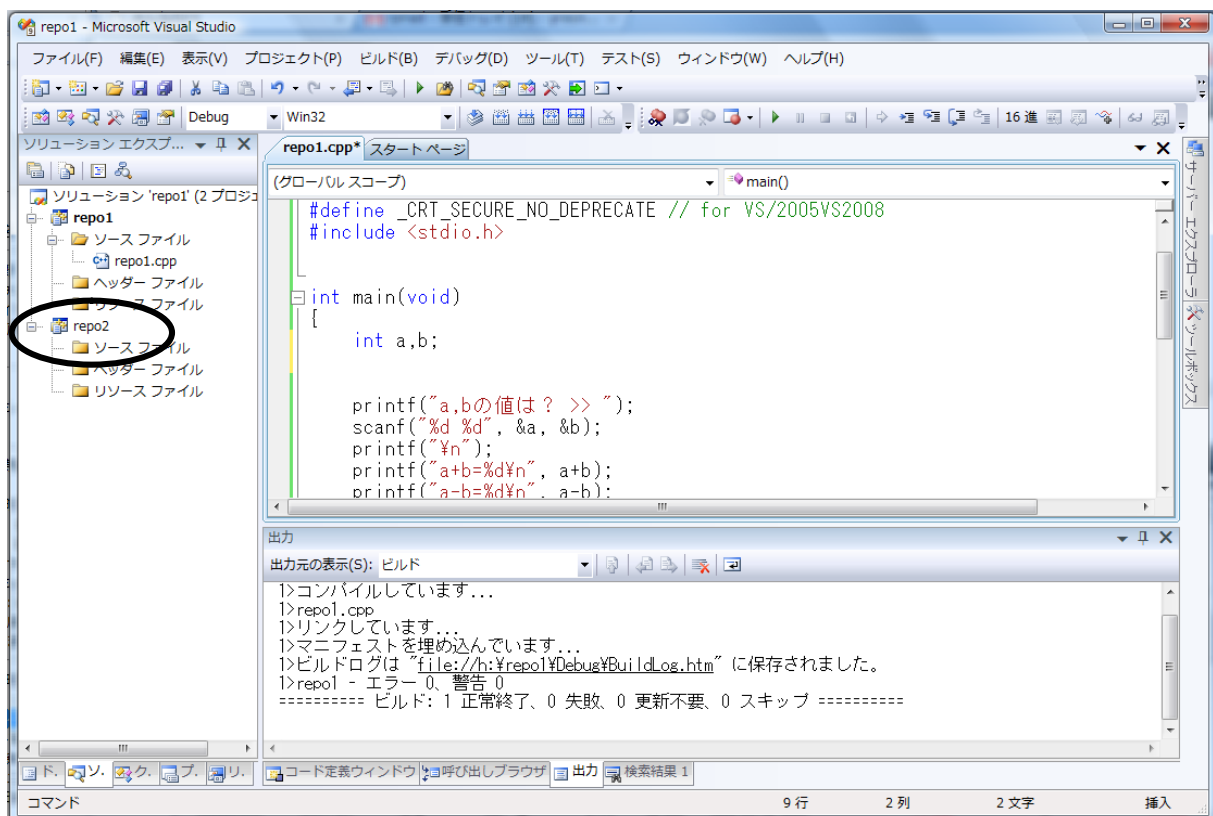 repo1 - Microsoft Visual Studio
ファイル(F) 編集(E) 表示(V) プロジェクト(P) ビルド(B) デバッグ(D) ツール(T) テスト(S) ウィンドウ(W) ヘルプ(H)
Debug Win32 16 進
ソリューション エクスプ...
ソリューション 'repo1' (2 プロジェ
repo1
ソース ファイル
repo1.cpp
ヘッダー ファイル
リソース ファイル
repo2
ソース ファイル
ヘッダー ファイル
リソース ファイル
repo1.cpp* スタート ページ
(グローバル スコープ) main()
#define _CRT_SECURE_NO_DEPRECATE // for VS/2005VS2008
#include <stdio.h>
int main(void)
{
int a,b;
printf("a,bの値は？ >> ");
scanf("%d %d", &a, &b);
printf("¥n");
printf("a+b=%d¥n", a+b);
printf("a-b=%d¥n", a-b);
サーバー エクスプローラ
ツールボックス
出力
出力元の表示(S): ビルド
1>コンパイルしています...
1>repo1.cpp
1>リンクしています...
1>マニフェストを埋め込んでいます...
1>ビルドログは "file://h:¥repo1¥Debug¥BuildLog.htm" に保存されました。
1>repo1 - エラー 0、警告 0
========== ビルド: 1 正常終了、0 失敗、0 更新不要、0 スキップ ==========
ド. ソ. ク. プ. リ. コード定義ウィンドウ 呼び出しブラウザ 出力 検索結果 1
コマンド 9 行 2 列 2 文字 挿入